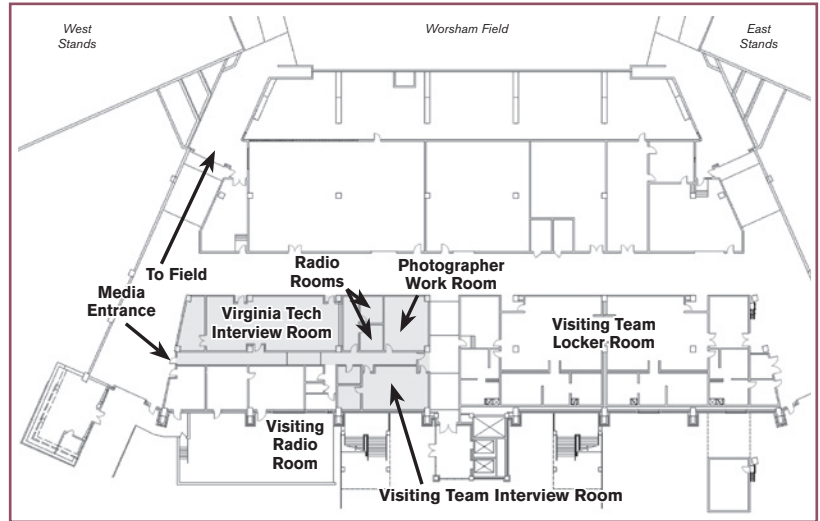 West
Stands
Worsham Field
East
Stands
To Field
Media
Entrance
Radio
Rooms
Photographer
Work Room
Virginia Tech
Interview Room
Visiting Team
Locker Room
Visiting
Radio
Room
Visiting Team Interview Room